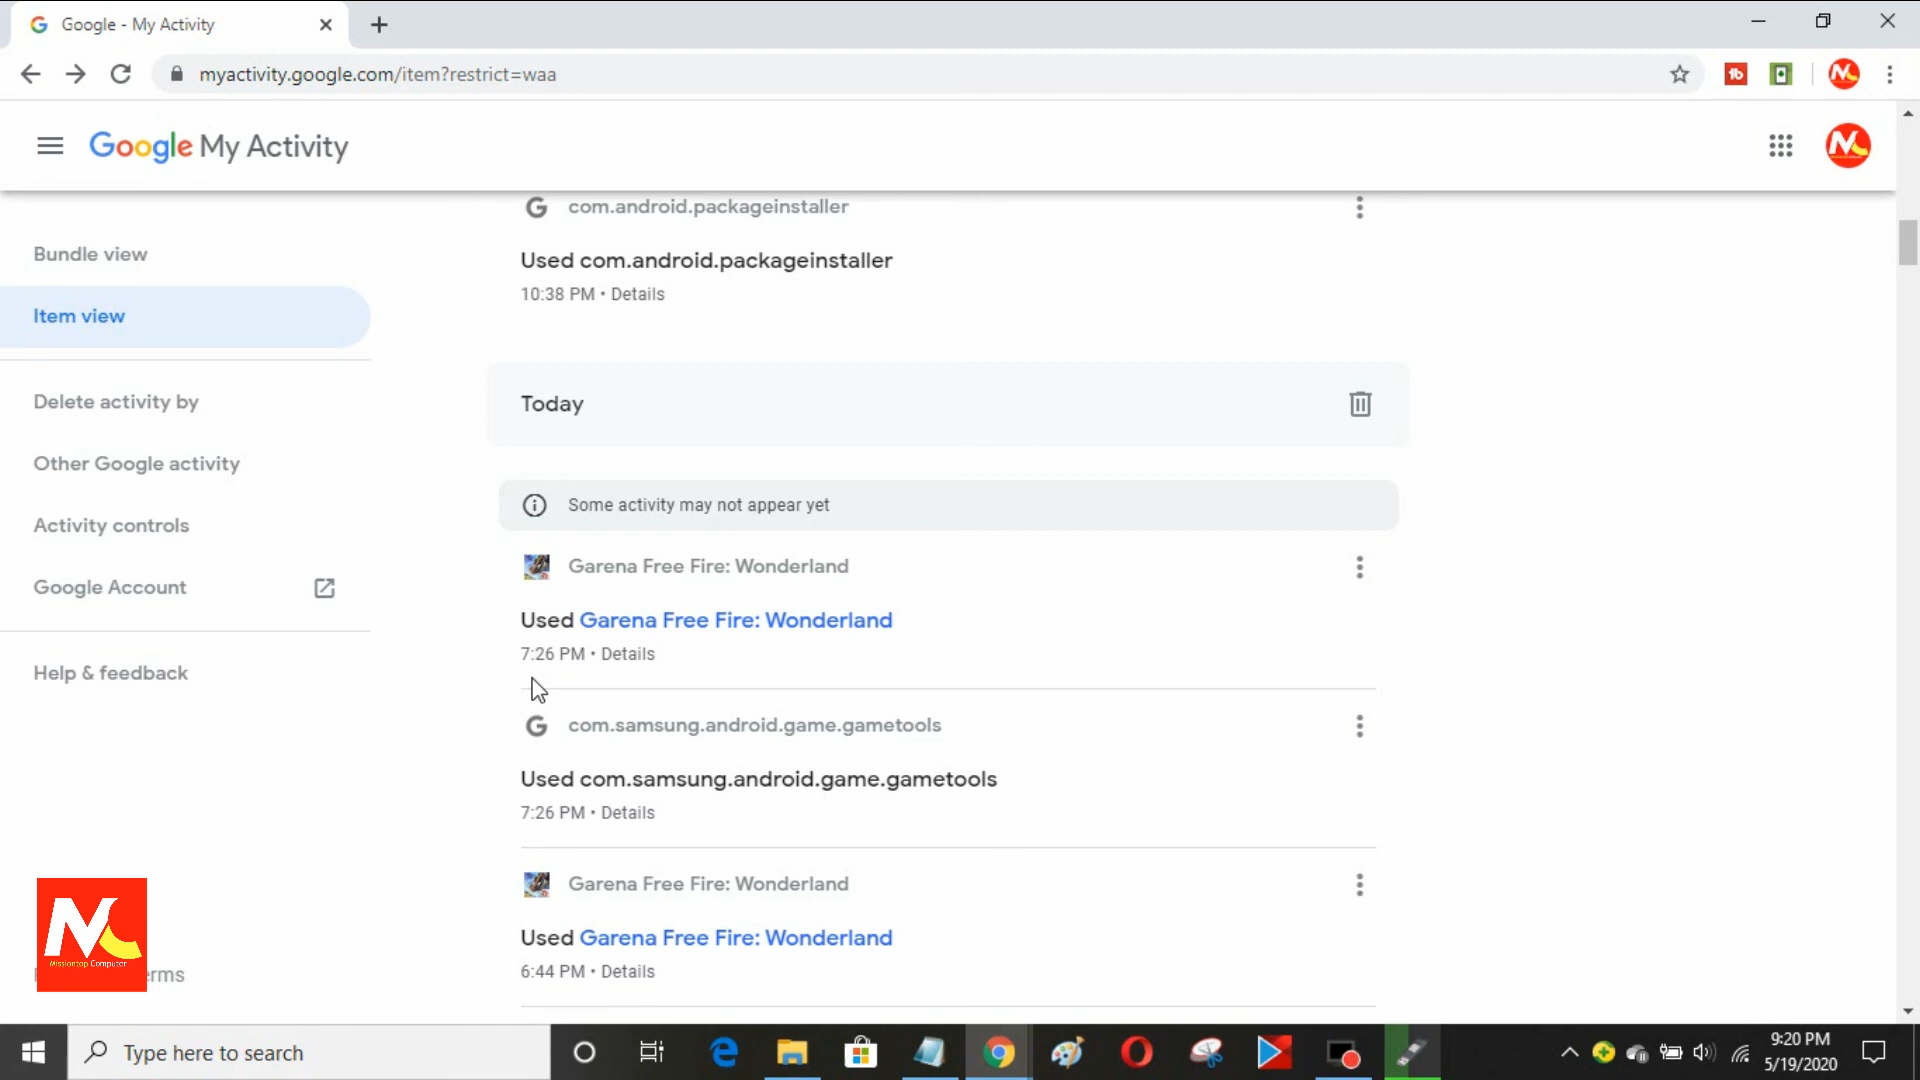 Google - My Activity
myactivity.google.com/item?restrict=waa
Google My Activity
com.android.packageinstaller
Used com.android.packageinstaller
10:38 PM • Details
Bundle view
Item view
Delete activity by
Other Google activity
Activity controls
Google Account
Help & feedback
Today
Some activity may not appear yet
Garena Free Fire: Wonderland
Used Garena Free Fire: Wonderland
7:26 PM • Details
com.samsung.android.game.gametools
Used com.samsung.android.game.gametools
7:26 PM • Details
Garena Free Fire: Wonderland
Used Garena Free Fire: Wonderland
6:44 PM • Details
MC
Missiontop Computer
erms
Type here to search
9:20 PM
5/19/2020